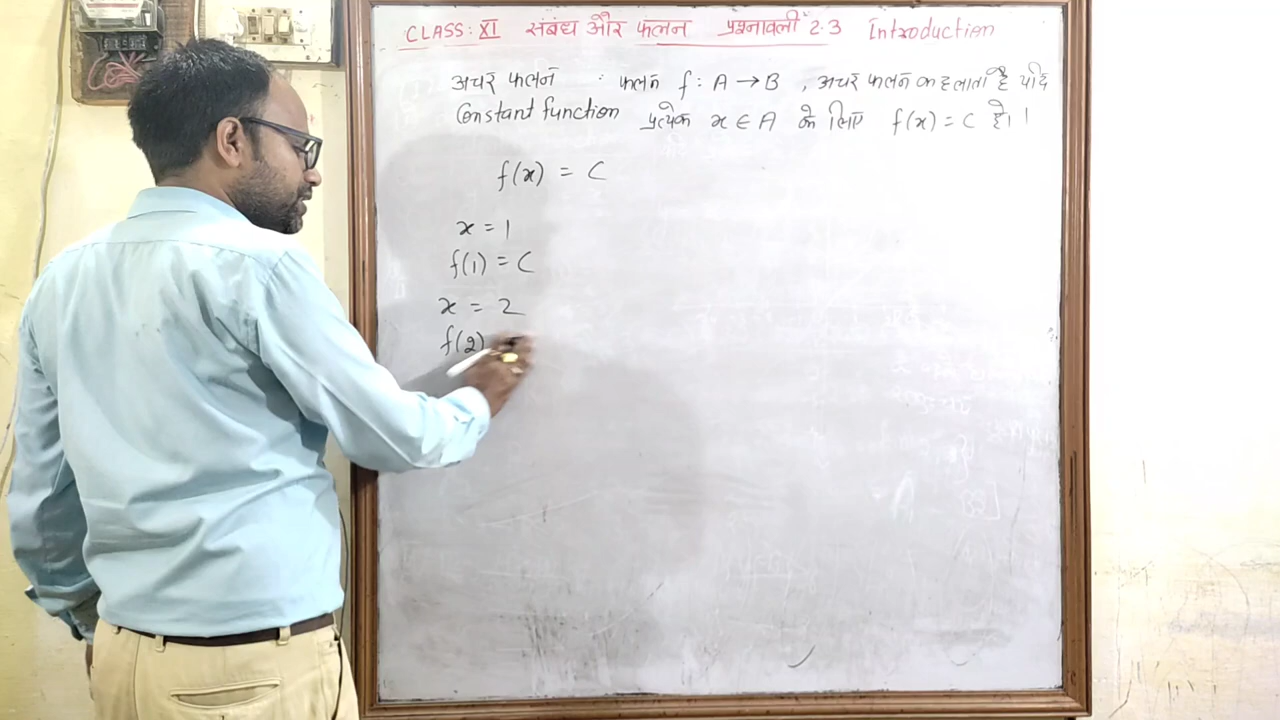 CLASS: XI संबंध और फलन प्रश्नावली 2.3 Introduction
अचर फलन : फलन f : A → B , अचर फलन कहलाता है यदि
Constant function प्रत्येक x ∈ A के लिए f(x) = C हो।
f(x) = C
x = 1
f(1) = C
x = 2
f(2)